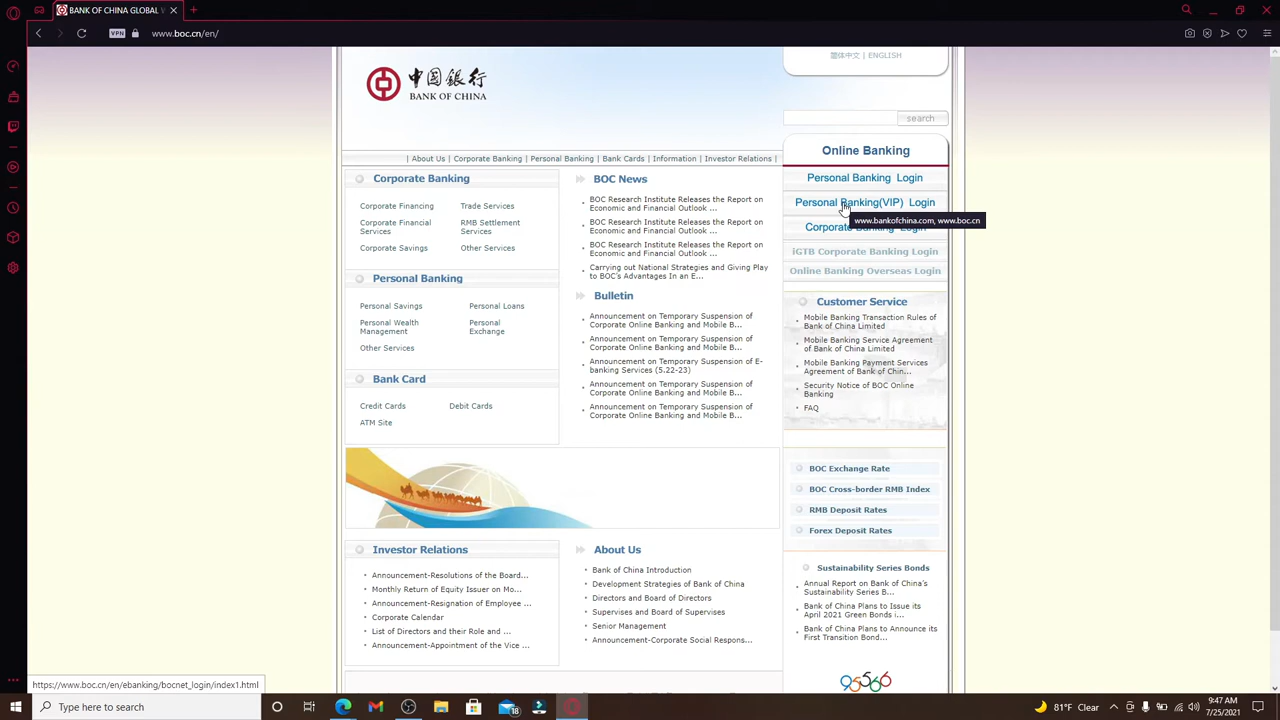 BANK OF CHINA GLOBAL
VPN
www.boc.cn/en/
简体中文 | ENGLISH
中国银行
BANK OF CHINA
search
| About Us | Corporate Banking | Personal Banking | Bank Cards | Information | Investor Relations |
Online Banking
Personal Banking Login
Personal Banking(VIP) Login
www.bankofchina.com, www.boc.cn
Corporate Banking Login
iGTB Corporate Banking Login
Online Banking Overseas Login
Corporate Banking
Corporate Financing
Trade Services
Corporate Financial
Services
RMB Settlement
Services
Corporate Savings
Other Services
Personal Banking
Personal Savings
Personal Loans
Personal Wealth
Management
Personal
Exchange
Other Services
Bank Card
Credit Cards
Debit Cards
ATM Site
BOC News
BOC Research Institute Releases the Report on
Economic and Financial Outlook ...
BOC Research Institute Releases the Report on
Economic and Financial Outlook ...
BOC Research Institute Releases the Report on
Economic and Financial Outlook ...
Carrying out National Strategies and Giving Play
to BOC's Advantages In an E...
Bulletin
Announcement on Temporary Suspension of
Corporate Online Banking and Mobile B...
Announcement on Temporary Suspension of
Corporate Online Banking and Mobile B...
Announcement on Temporary Suspension of E-
banking Services (5.22-23)
Announcement on Temporary Suspension of
Corporate Online Banking and Mobile B...
Announcement on Temporary Suspension of
Corporate Online Banking and Mobile B...
Customer Service
Mobile Banking Transaction Rules of
Bank of China Limited
Mobile Banking Service Agreement
of Bank of China Limited
Mobile Banking Payment Services
Agreement of Bank of Chin...
Security Notice of BOC Online
Banking
FAQ
BOC Exchange Rate
BOC Cross-border RMB Index
RMB Deposit Rates
Forex Deposit Rates
Investor Relations
Announcement-Resolutions of the Board...
Monthly Return of Equity Issuer on Mo...
Announcement-Resignation of Employee ...
Corporate Calendar
List of Directors and their Role and ...
Announcement-Appointment of the Vice ...
About Us
Bank of China Introduction
Development Strategies of Bank of China
Directors and Board of Directors
Supervises and Board of Supervises
Senior Management
Announcement-Corporate Social Respons...
Sustainability Series Bonds
Annual Report on Bank of China's
Sustainability Series B...
Bank of China Plans to Issue its
April 2021 Green Bonds i...
Bank of China Plans to Announce its
First Transition Bond...
95566
https://www.boc.cn/en/ebanking/bocnet_login/index1.html
Type here to search
18
81°F Clear
9:47 AM
7/25/2021